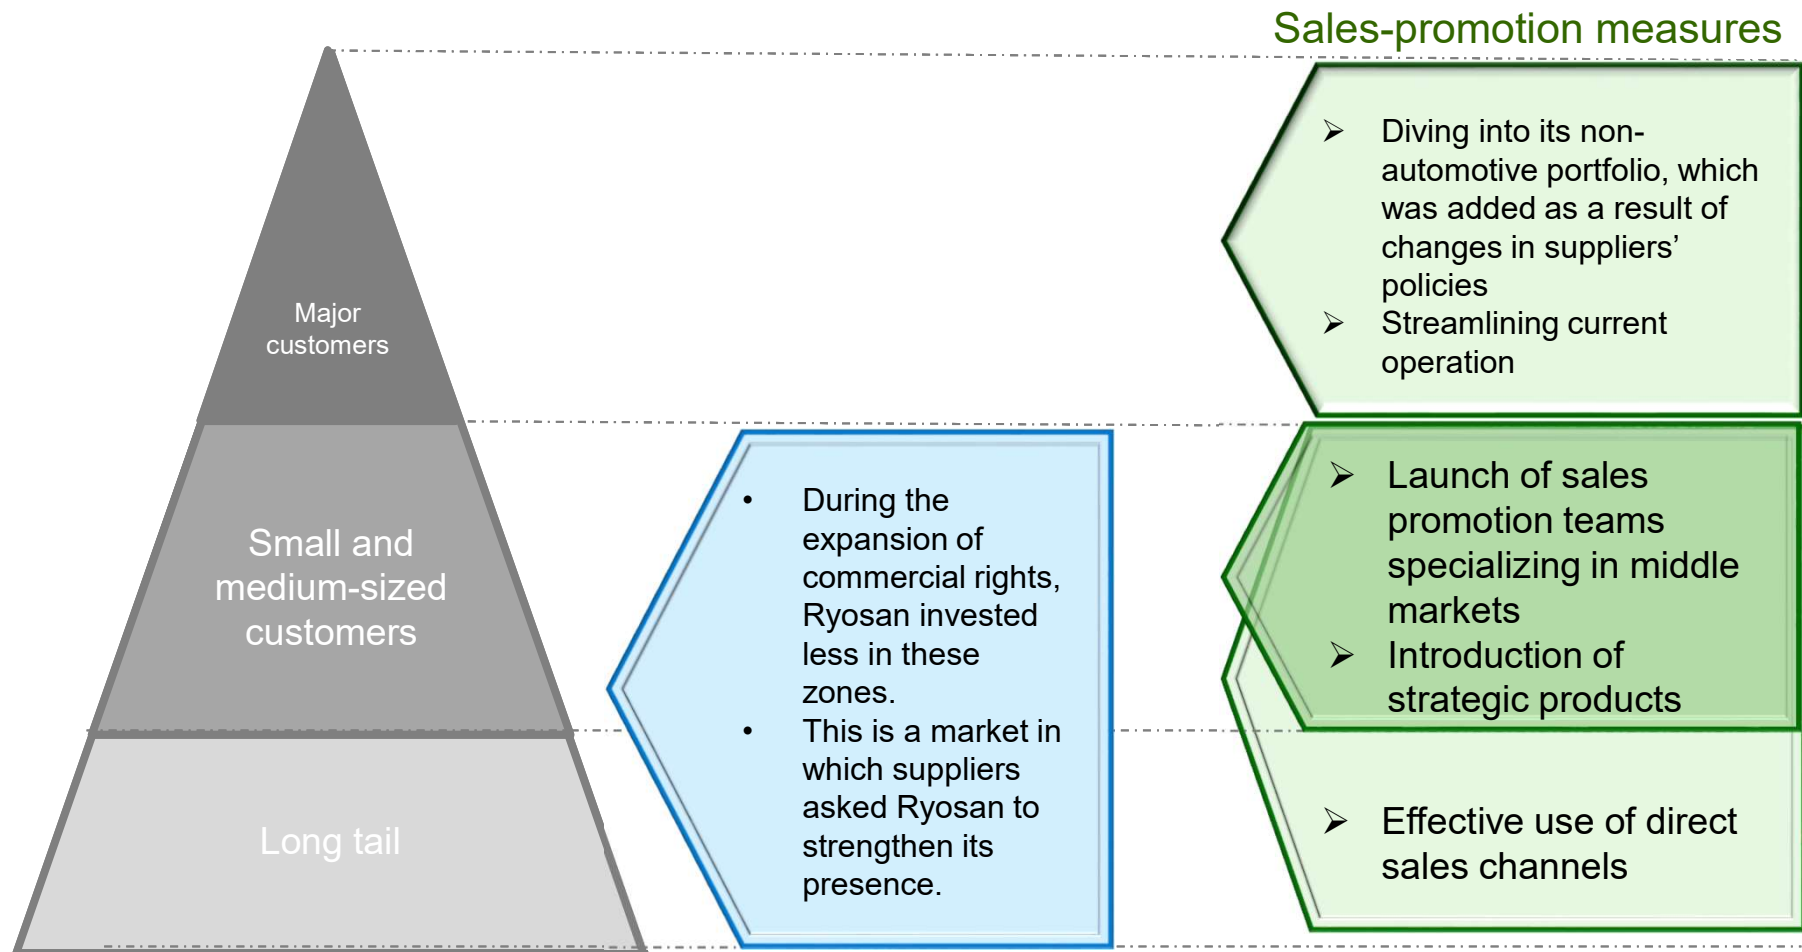 Sales-promotion measures
Major
customers
➢ Diving into its non-
automotive portfolio, which
was added as a result of
changes in suppliers’
policies
➢ Streamlining current
operation
Small and
medium-sized
customers
• During the
expansion of
commercial rights,
Ryosan invested
less in these
zones.
• This is a market in
which suppliers
asked Ryosan to
strengthen its
presence.
➢ Launch of sales
promotion teams
specializing in middle
markets
➢ Introduction of
strategic products
Long tail
➢ Effective use of direct
sales channels